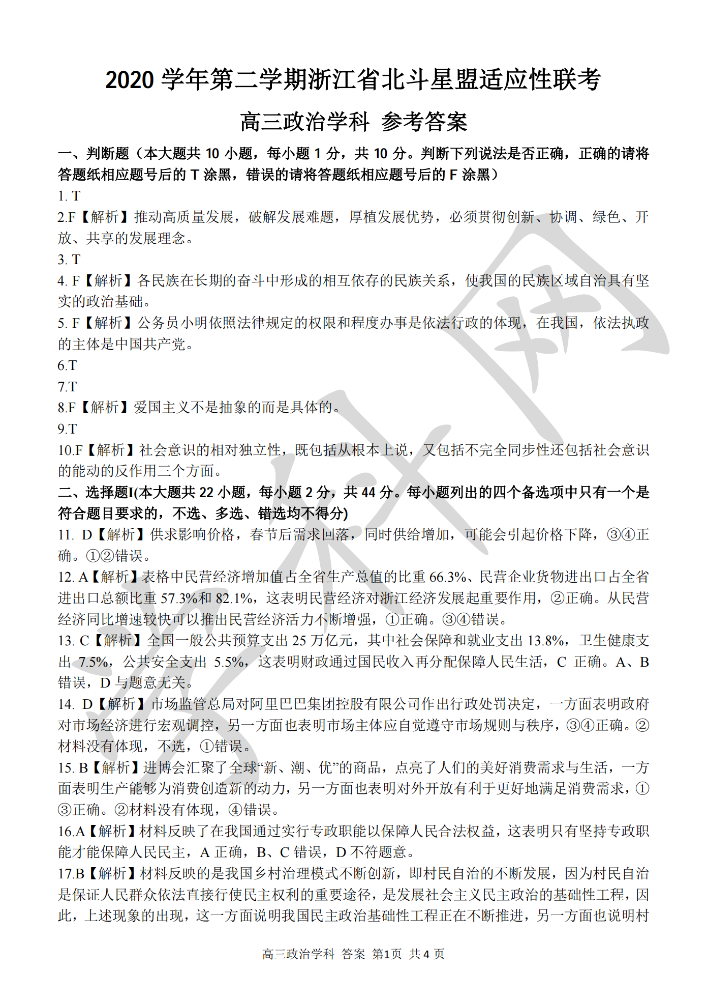 2020 学年第二学期浙江省北斗星盟适应性联考
高三政治学科 参考答案
一、判断题（本大题共 10 小题，每小题 1 分，共 10 分。判断下列说法是否正确，正确的请将
答题纸相应题号后的 T 涂黑，错误的请将答题纸相应题号后的 F 涂黑）
1. T
2.F【解析】推动高质量发展，破解发展难题，厚植发展优势，必须贯彻创新、协调、绿色、开
放、共享的发展理念。
3. T
4. F【解析】各民族在长期的奋斗中形成的相互依存的民族关系，使我国的民族区域自治具有坚
实的政治基础。
5. F【解析】公务员小明依照法律规定的权限和程度办事是依法行政的体现，在我国，依法执政
的主体是中国共产党。
6.T
7.T
8.F【解析】爱国主义不是抽象的而是具体的。
9.T
10.F【解析】社会意识的相对独立性，既包括从根本上说，又包括不完全同步性还包括社会意识
的能动的反作用三个方面。
二、选择题I(本大题共 22 小题，每小题 2 分，共 44 分。每小题列出的四个备选项中只有一个是
符合题目要求的，不选、多选、错选均不得分)
11. D【解析】供求影响价格，春节后需求回落，同时供给增加，可能会引起价格下降，③④正
确。①②错误。
12. A【解析】表格中民营经济增加值占全省生产总值的比重 66.3%、民营企业货物进出口占全省
进出口总额比重 57.3%和 82.1%，这表明民营经济对浙江经济发展起重要作用，②正确。从民营
经济同比增速较快可以推出民营经济活力不断增强，①正确。③④错误。
13. C【解析】全国一般公共预算支出 25 万亿元，其中社会保障和就业支出 13.8%，卫生健康支
出 7.5%，公共安全支出 5.5%，这表明财政通过国民收入再分配保障人民生活，C 正确。A、B
错误，D 与题意无关。
14. D【解析】市场监管总局对阿里巴巴集团控股有限公司作出行政处罚决定，一方面表明政府
对市场经济进行宏观调控，另一方面也表明市场主体应自觉遵守市场规则与秩序，③④正确。②
材料没有体现，不选，①错误。
15. B【解析】进博会汇聚了全球“新、潮、优”的商品，点亮了人们的美好消费需求与生活，一方
面表明生产能够为消费创造新的动力，另一方面也表明对外开放有利于更好地满足消费需求，①
③正确。②材料没有体现，④错误。
16.A【解析】材料反映了在我国通过实行专政职能以保障人民合法权益，这表明只有坚持专政职
能才能保障人民民主，A 正确，B、C 错误，D 不符题意。
17.B【解析】材料反映的是我国乡村治理模式不断创新，即村民自治的不断发展，因为村民自治
是保证人民群众依法直接行使民主权利的重要途径，是发展社会主义民主政治的基础性工程，因
此，上述现象的出现，这一方面说明我国民主政治基础性工程正在不断推进，另一方面也说明村
高三政治学科 答案 第1页 共 4 页
学科网